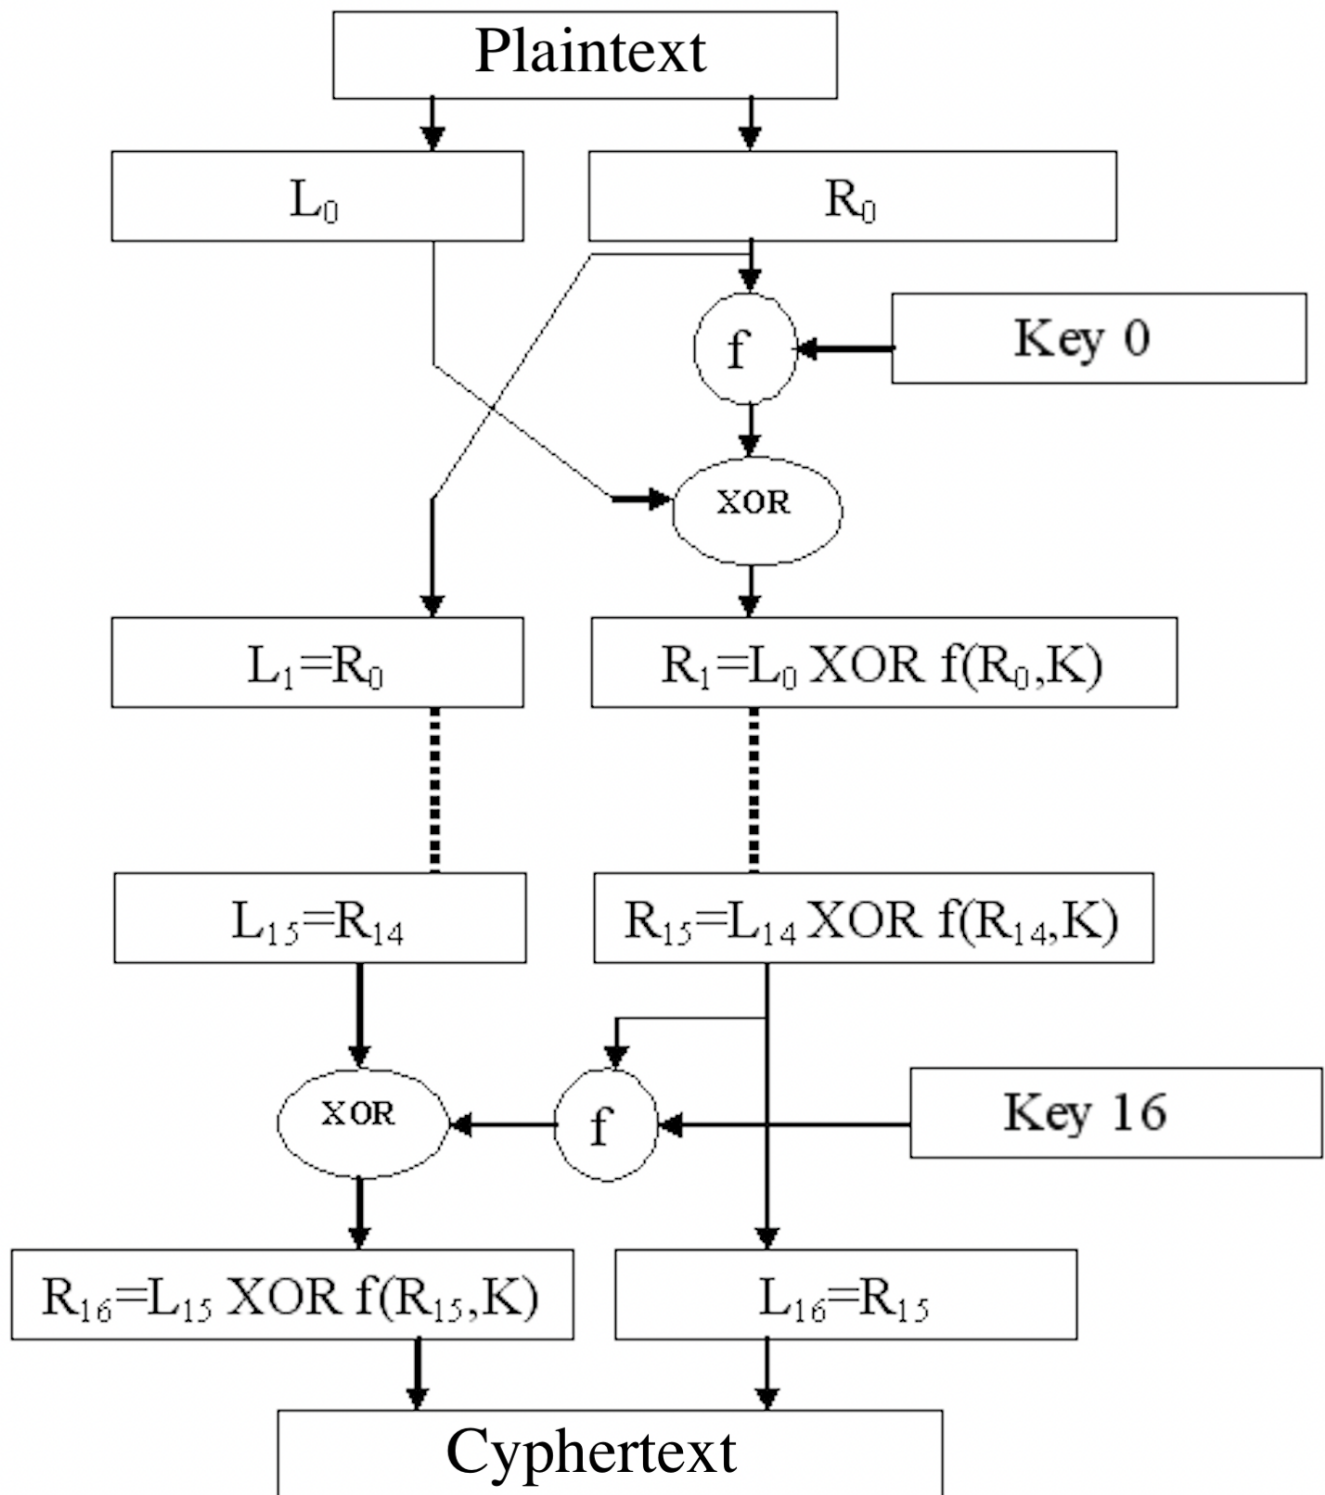 Plaintext
L₀
R₀
f
Key 0
XOR
L₁=R₀
R₁=L₀ XOR f(R₀,K)
L₁₅=R₁₄
R₁₅=L₁₄ XOR f(R₁₄,K)
XOR
f
Key 16
R₁₆=L₁₅ XOR f(R₁₅,K)
L₁₆=R₁₅
Cyphertext